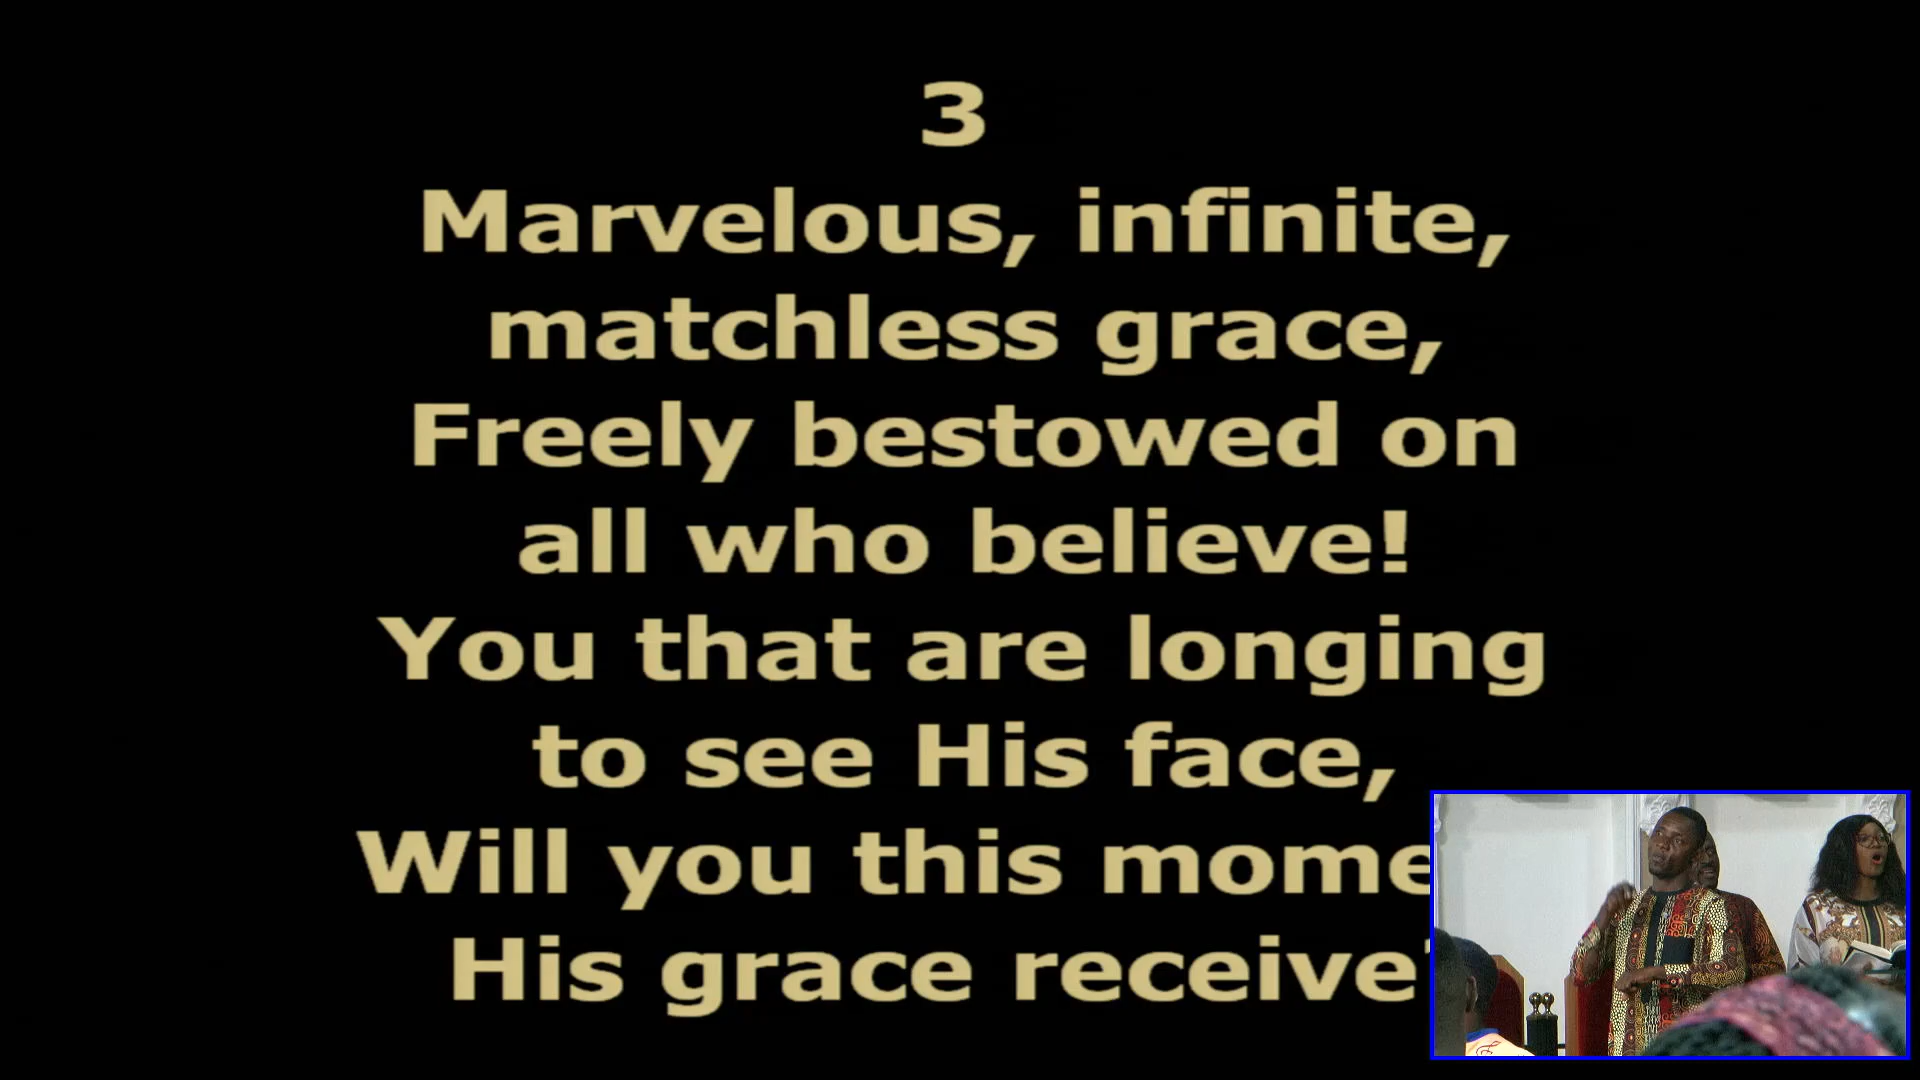 3
Marvelous, infinite,
matchless grace,
Freely bestowed on
all who believe!
You that are longing
to see His face,
Will you this mome
His grace receive?